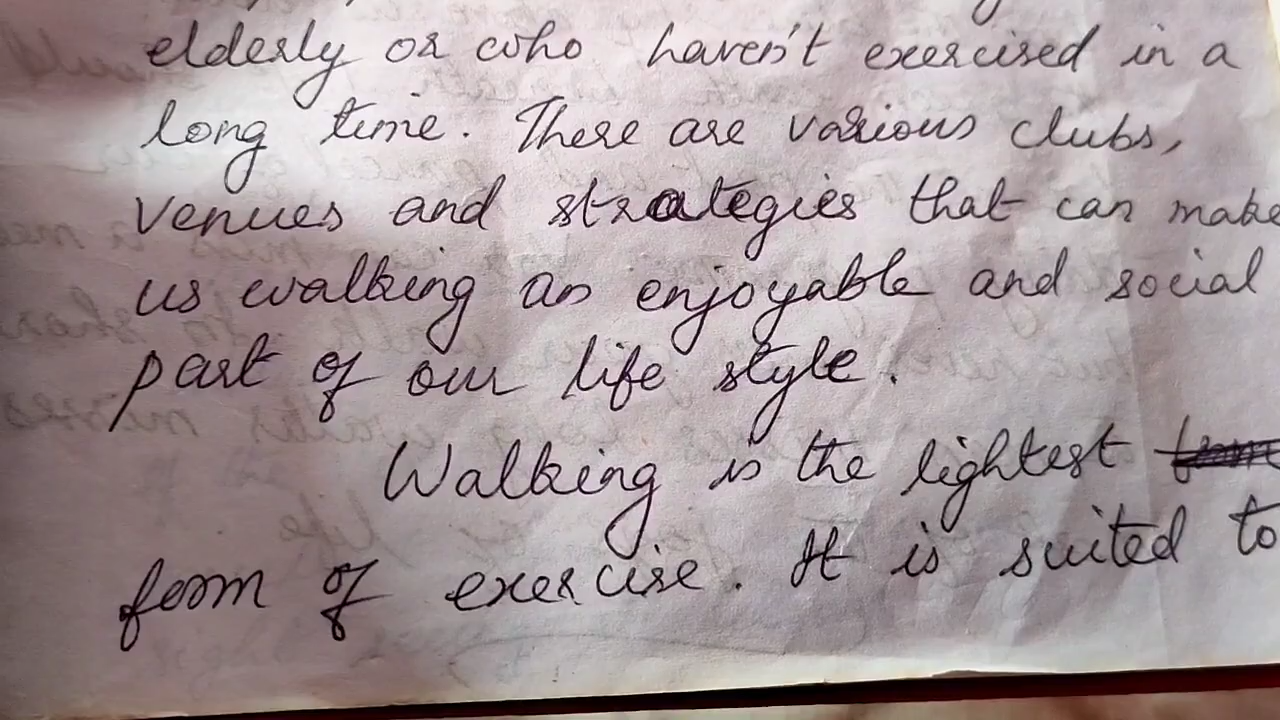 elderly or who haven't exercised in a
long time. There are various clubs,
venues and strategies that can make
us walking an enjoyable and social
part of our life style.
Walking is the lightest
form of exercise. It is suited to